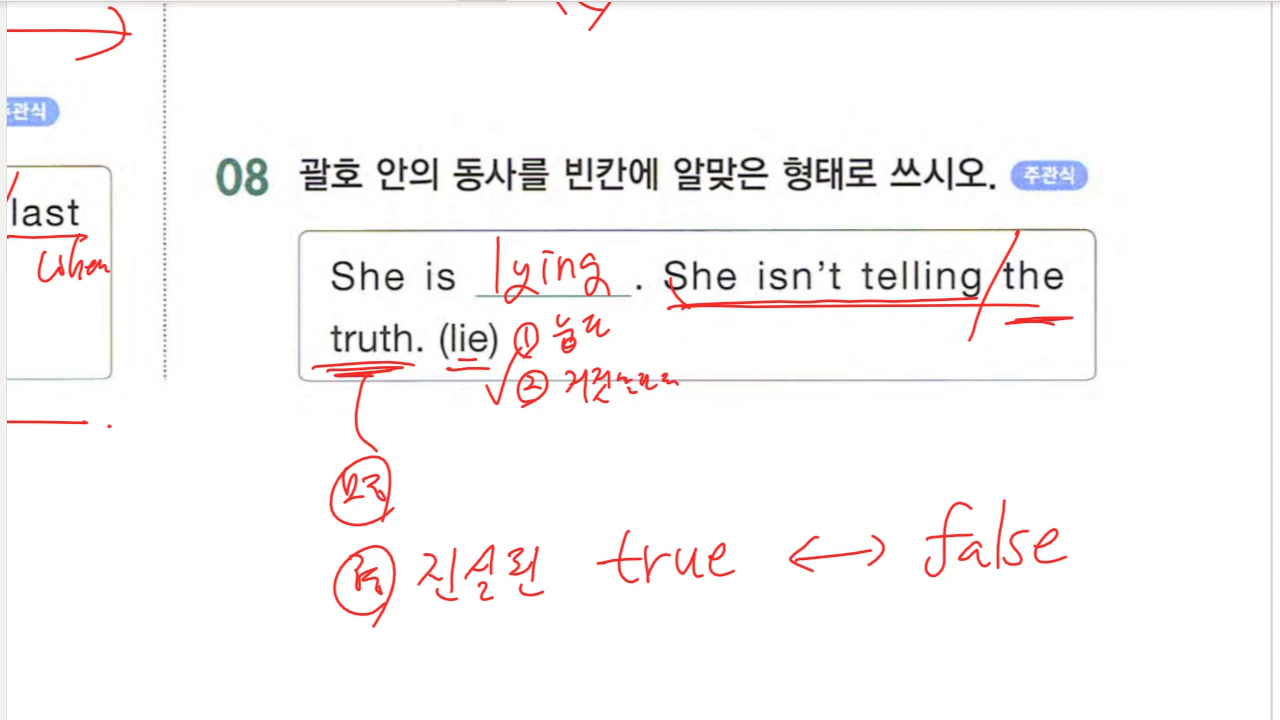 주관식
last
when
08 괄호 안의 동사를 빈칸에 알맞은 형태로 쓰시오. 주관식
She is lying . She isn't telling / the
truth. (lie) ① 눕다
② 거짓말하다
진실된 true ↔ false